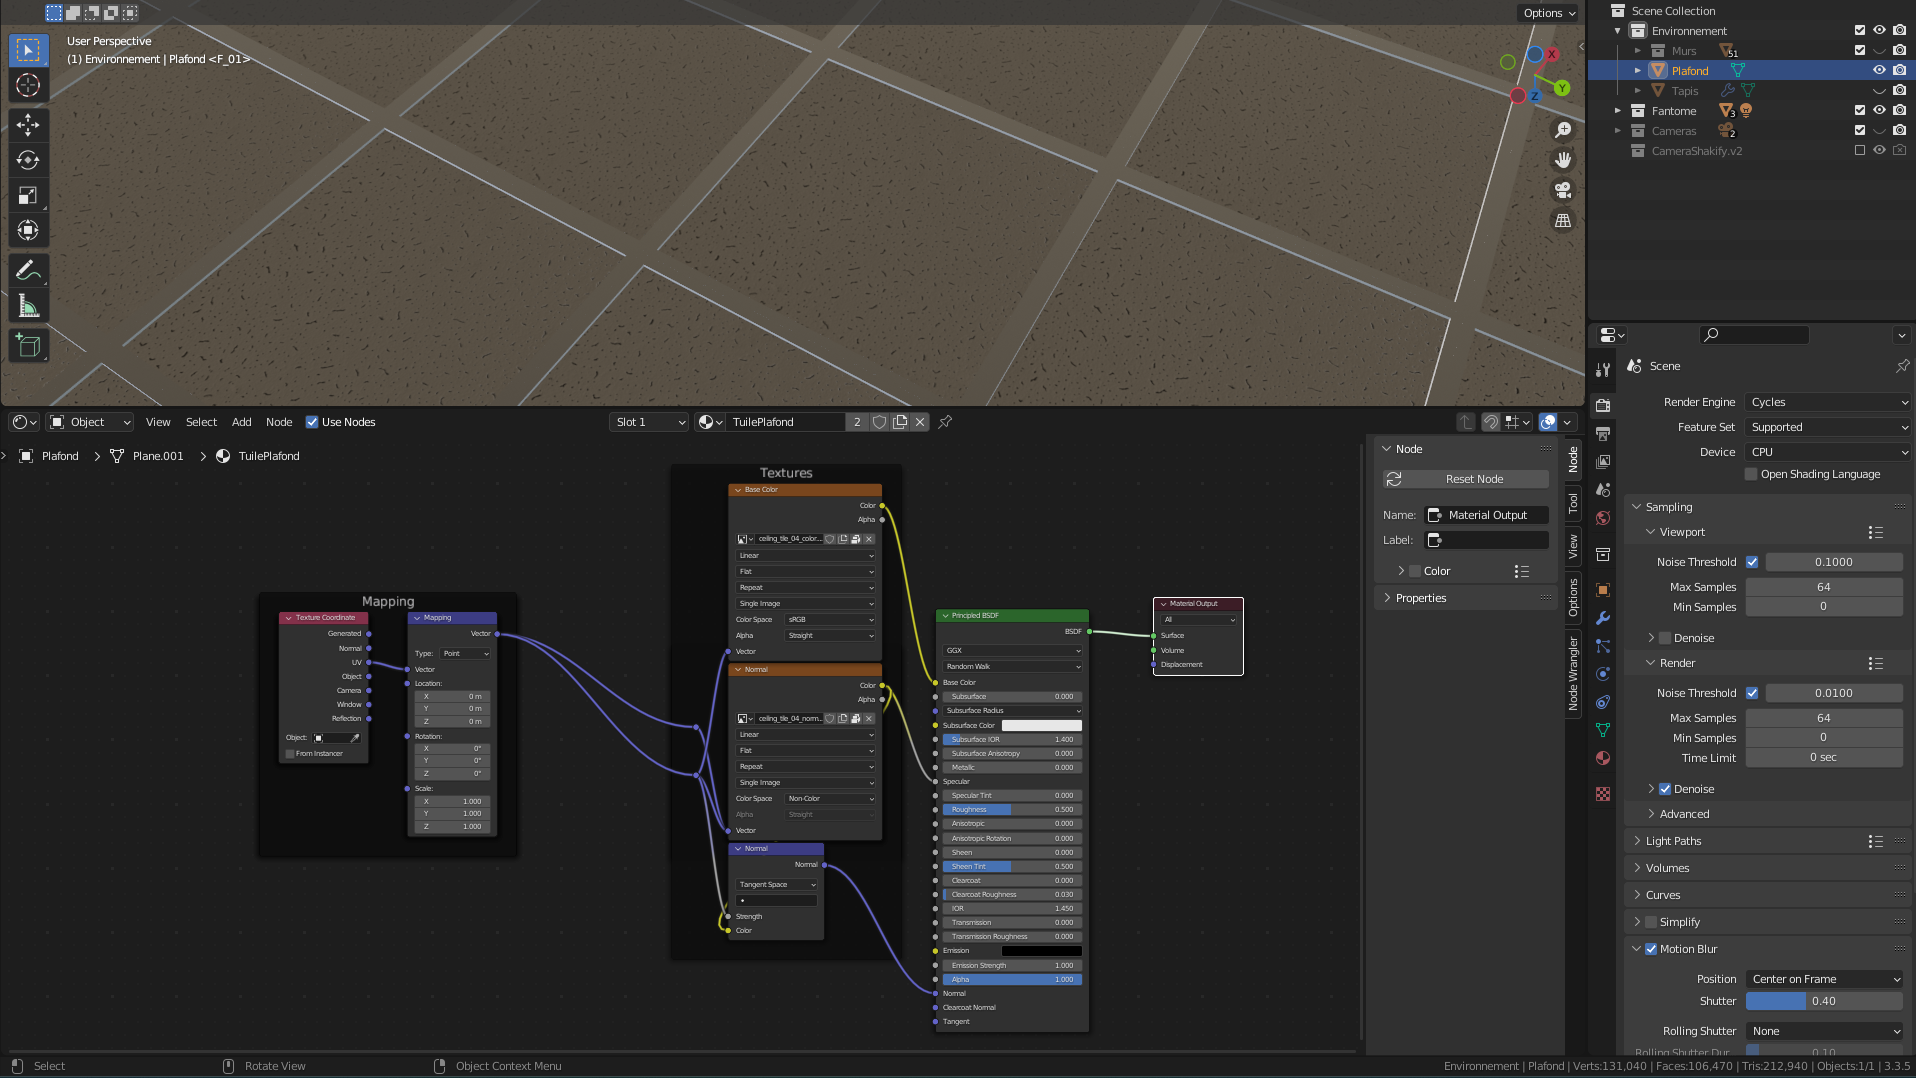 Options
User Perspective
(1) Environnement | Plafond <F_01>
X
Y
Z
Scene Collection
Environnement
Murs
51
Plafond
Tapis
Fantome
3
Cameras
2
CameraShakify.v2
Object
View
Select
Add
Node
Use Nodes
Slot 1
TuilePlafond
2
Plafond
Plane.001
TuilePlafond
Mapping
Texture Coordinate
Generated
Normal
UV
Object
Camera
Window
Reflection
Object:
From Instancer
Mapping
Vector
Type: Point
Vector
Location:
X 0 m
Y 0 m
Z 0 m
Rotation:
X 0°
Y 0°
Z 0°
Scale:
X 1.000
Y 1.000
Z 1.000
Textures
Base Color
Color
Alpha
ceiling_tile_04_color...
Linear
Flat
Repeat
Single Image
Color Space sRGB
Alpha Straight
Vector
Normal
Color
Alpha
ceiling_tile_04_norm...
Linear
Flat
Repeat
Single Image
Color Space Non-Color
Alpha Straight
Vector
Normal
Normal
Tangent Space
Strength
Color
Principled BSDF
BSDF
GGX
Random Walk
Base Color
Subsurface 0.000
Subsurface Radius
Subsurface Color
Subsurface IOR 1.400
Subsurface Anisotropy 0.000
Metallic 0.000
Specular
Specular Tint 0.000
Roughness 0.500
Anisotropic 0.000
Anisotropic Rotation 0.000
Sheen 0.000
Sheen Tint 0.500
Clearcoat 0.000
Clearcoat Roughness 0.030
IOR 1.450
Transmission 0.000
Transmission Roughness 0.000
Emission
Emission Strength 1.000
Alpha 1.000
Normal
Clearcoat Normal
Tangent
Material Output
All
Surface
Volume
Displacement
Node
Reset Node
Name: Material Output
Label:
Color
Properties
Node
Tool
View
Options
Node Wrangler
Scene
Render Engine Cycles
Feature Set Supported
Device CPU
Open Shading Language
Sampling
Viewport
Noise Threshold 0.1000
Max Samples 64
Min Samples 0
Denoise
Render
Noise Threshold 0.0100
Max Samples 64
Min Samples 0
Time Limit 0 sec
Denoise
Advanced
Light Paths
Volumes
Curves
Simplify
Motion Blur
Position Center on Frame
Shutter 0.40
Rolling Shutter None
Rolling Shutter Dur. 0.10
Select
Rotate View
Object Context Menu
Environnement | Plafond | Verts:131,040 | Faces:106,470 | Tris:212,940 | Objects:1/1 | 3.3.5